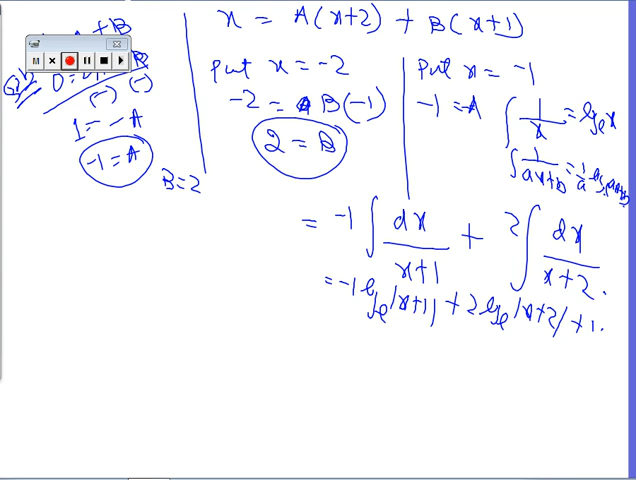 x = A(x+2) + B(x+1)
A + B
1 = -A
-1 = A
B = 2
put x = -2
-2 = B(-1)
2 = B
Put x = -1
-1 = A
∫ 1/x = logₑx
= -1 ∫ dx/(x+1) + 2 ∫ dx/(x+2).
= -1 logₑ|x+1| + 2 logₑ|x+2| +